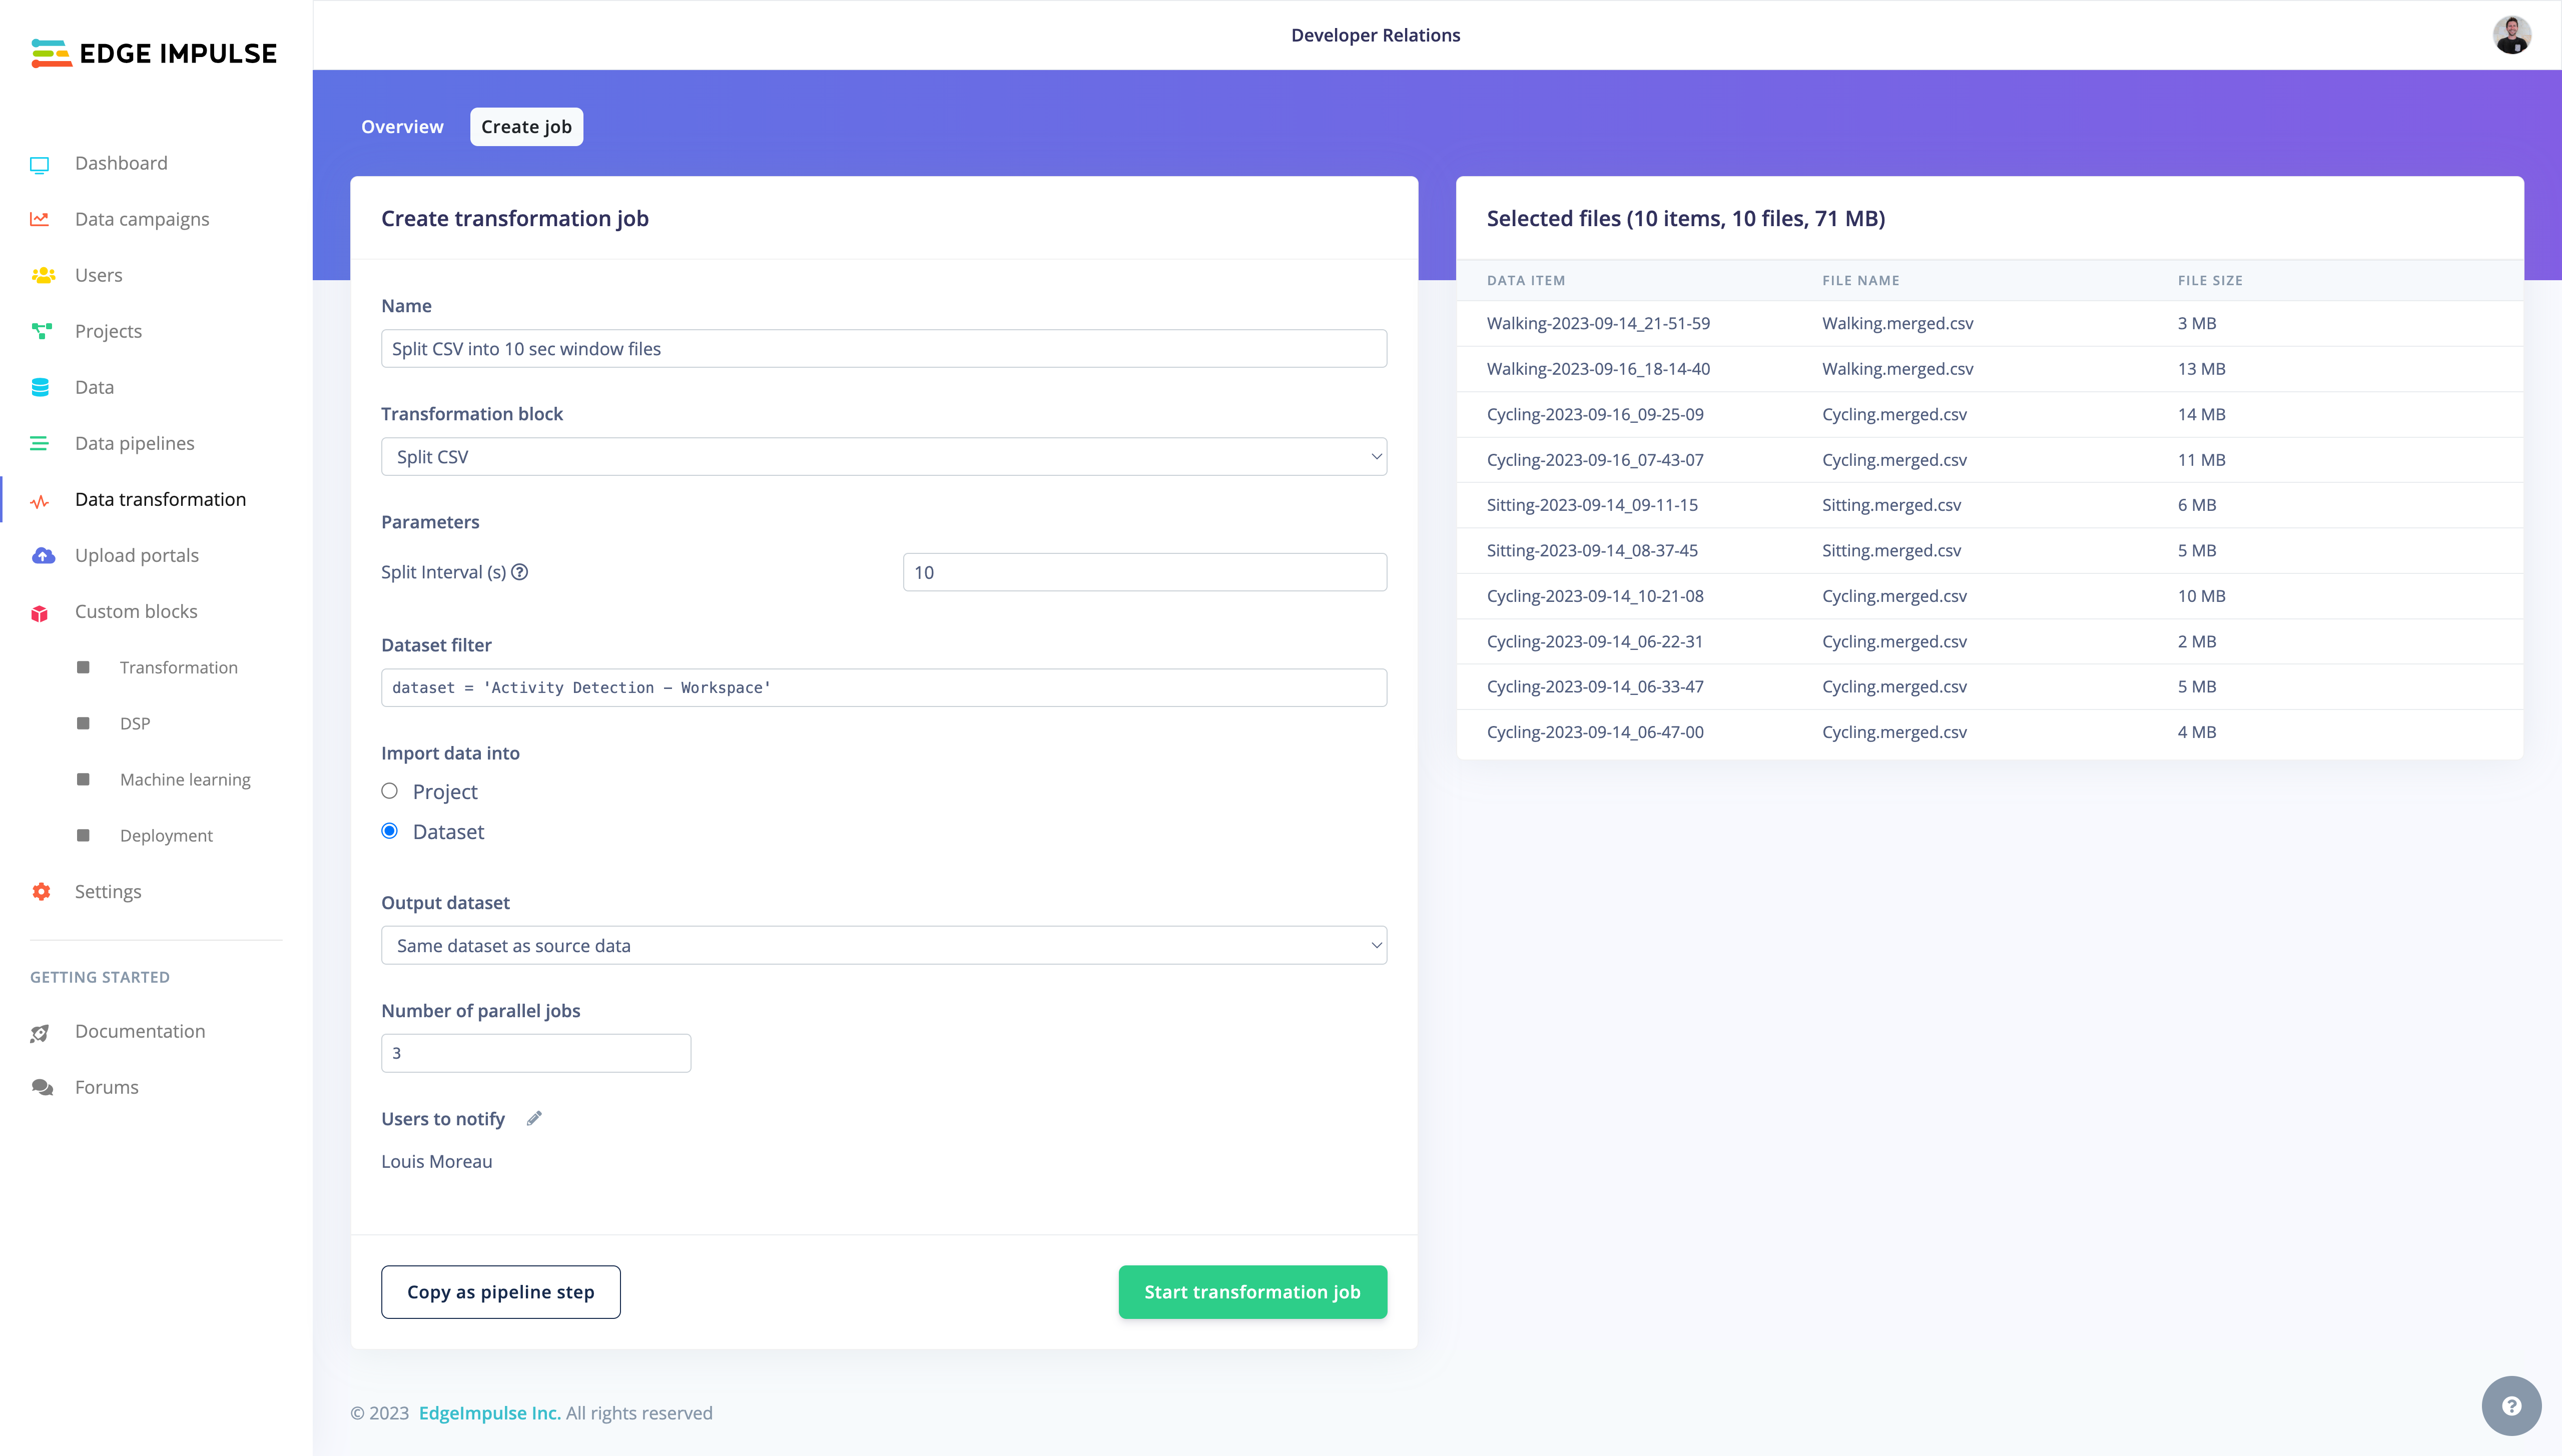 EDGE IMPULSE
Developer Relations
Dashboard
Data campaigns
Users
Projects
Data
Data pipelines
Data transformation
Upload portals
Custom blocks
Transformation
DSP
Machine learning
Deployment
Settings
GETTING STARTED
Documentation
Forums
Overview
Create job
Create transformation job
Name
Split CSV into 10 sec window files
Transformation block
Split CSV
Parameters
Split Interval (s) ?
10
Dataset filter
dataset = 'Activity Detection – Workspace'
Import data into
Project
Dataset
Output dataset
Same dataset as source data
Number of parallel jobs
3
Users to notify
Louis Moreau
Copy as pipeline step
Start transformation job
Selected files (10 items, 10 files, 71 MB)
DATA ITEM FILE NAME FILE SIZE
Walking-2023-09-14_21-51-59 Walking.merged.csv 3 MB
Walking-2023-09-16_18-14-40 Walking.merged.csv 13 MB
Cycling-2023-09-16_09-25-09 Cycling.merged.csv 14 MB
Cycling-2023-09-16_07-43-07 Cycling.merged.csv 11 MB
Sitting-2023-09-14_09-11-15 Sitting.merged.csv 6 MB
Sitting-2023-09-14_08-37-45 Sitting.merged.csv 5 MB
Cycling-2023-09-14_10-21-08 Cycling.merged.csv 10 MB
Cycling-2023-09-14_06-22-31 Cycling.merged.csv 2 MB
Cycling-2023-09-14_06-33-47 Cycling.merged.csv 5 MB
Cycling-2023-09-14_06-47-00 Cycling.merged.csv 4 MB
© 2023 EdgeImpulse Inc. All rights reserved
?